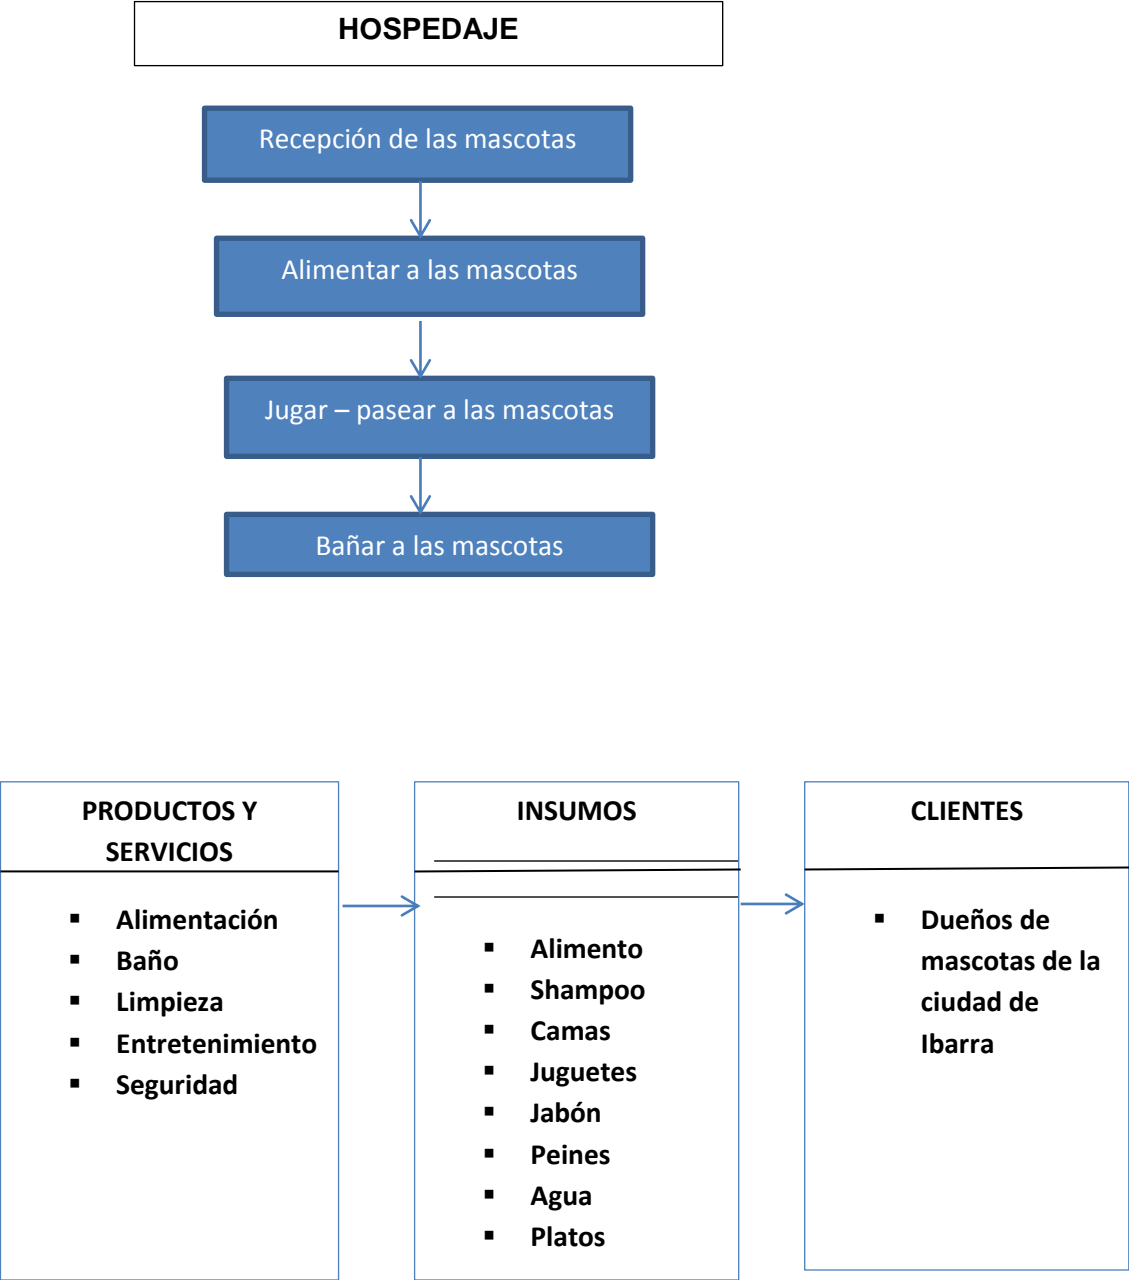 HOSPEDAJE
Recepción de las mascotas
Alimentar a las mascotas
Jugar – pasear a las mascotas
Bañar a las mascotas
PRODUCTOS Y
SERVICIOS
▪ Alimentación
▪ Baño
▪ Limpieza
▪ Entretenimiento
▪ Seguridad
INSUMOS
▪ Alimento
▪ Shampoo
▪ Camas
▪ Juguetes
▪ Jabón
▪ Peines
▪ Agua
▪ Platos
CLIENTES
▪ Dueños de
mascotas de la
ciudad de
Ibarra